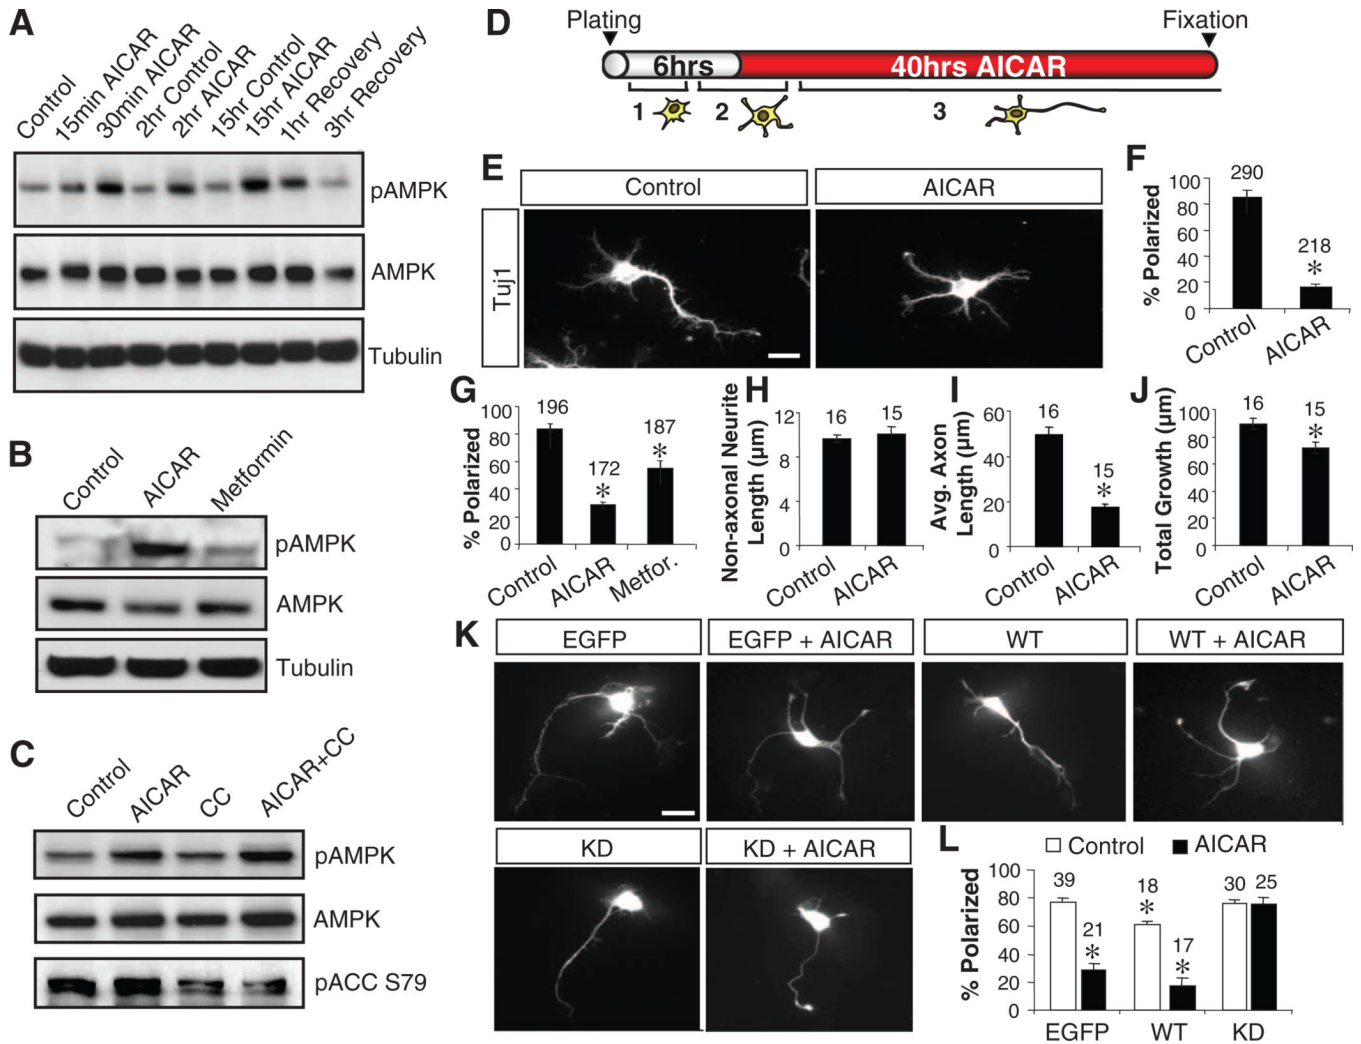 A
Control
15min AICAR
30min AICAR
2hr Control
2hr AICAR
15hr Control
15hr AICAR
1hr Recovery
3hr Recovery
pAMPK
AMPK
Tubulin
B
Control
AICAR
Metformin
pAMPK
AMPK
Tubulin
C
Control
AICAR
CC
AICAR+CC
pAMPK
AMPK
pACC S79
D
Plating
Fixation
6hrs
40hrs AICAR
1
2
3
E
Control
AICAR
Tuj1
F
% Polarized
100
80
60
40
20
0
290
218
*
Control
AICAR
G
% Polarized
100
80
60
40
20
0
196
172
*
187
*
Control
AICAR
Metfor.
H
Non-axonal Neurite
Length (µm)
12
8
4
0
16
15
Control
AICAR
I
Avg. Axon
Length (µm)
60
40
20
0
16
15
*
Control
AICAR
J
Total Growth (µm)
100
80
60
40
20
0
16
15
*
Control
AICAR
K
EGFP
EGFP + AICAR
WT
WT + AICAR
KD
KD + AICAR
L
Control
AICAR
% Polarized
100
80
60
40
20
0
39
21
*
18
*
17
*
30
25
EGFP
WT
KD